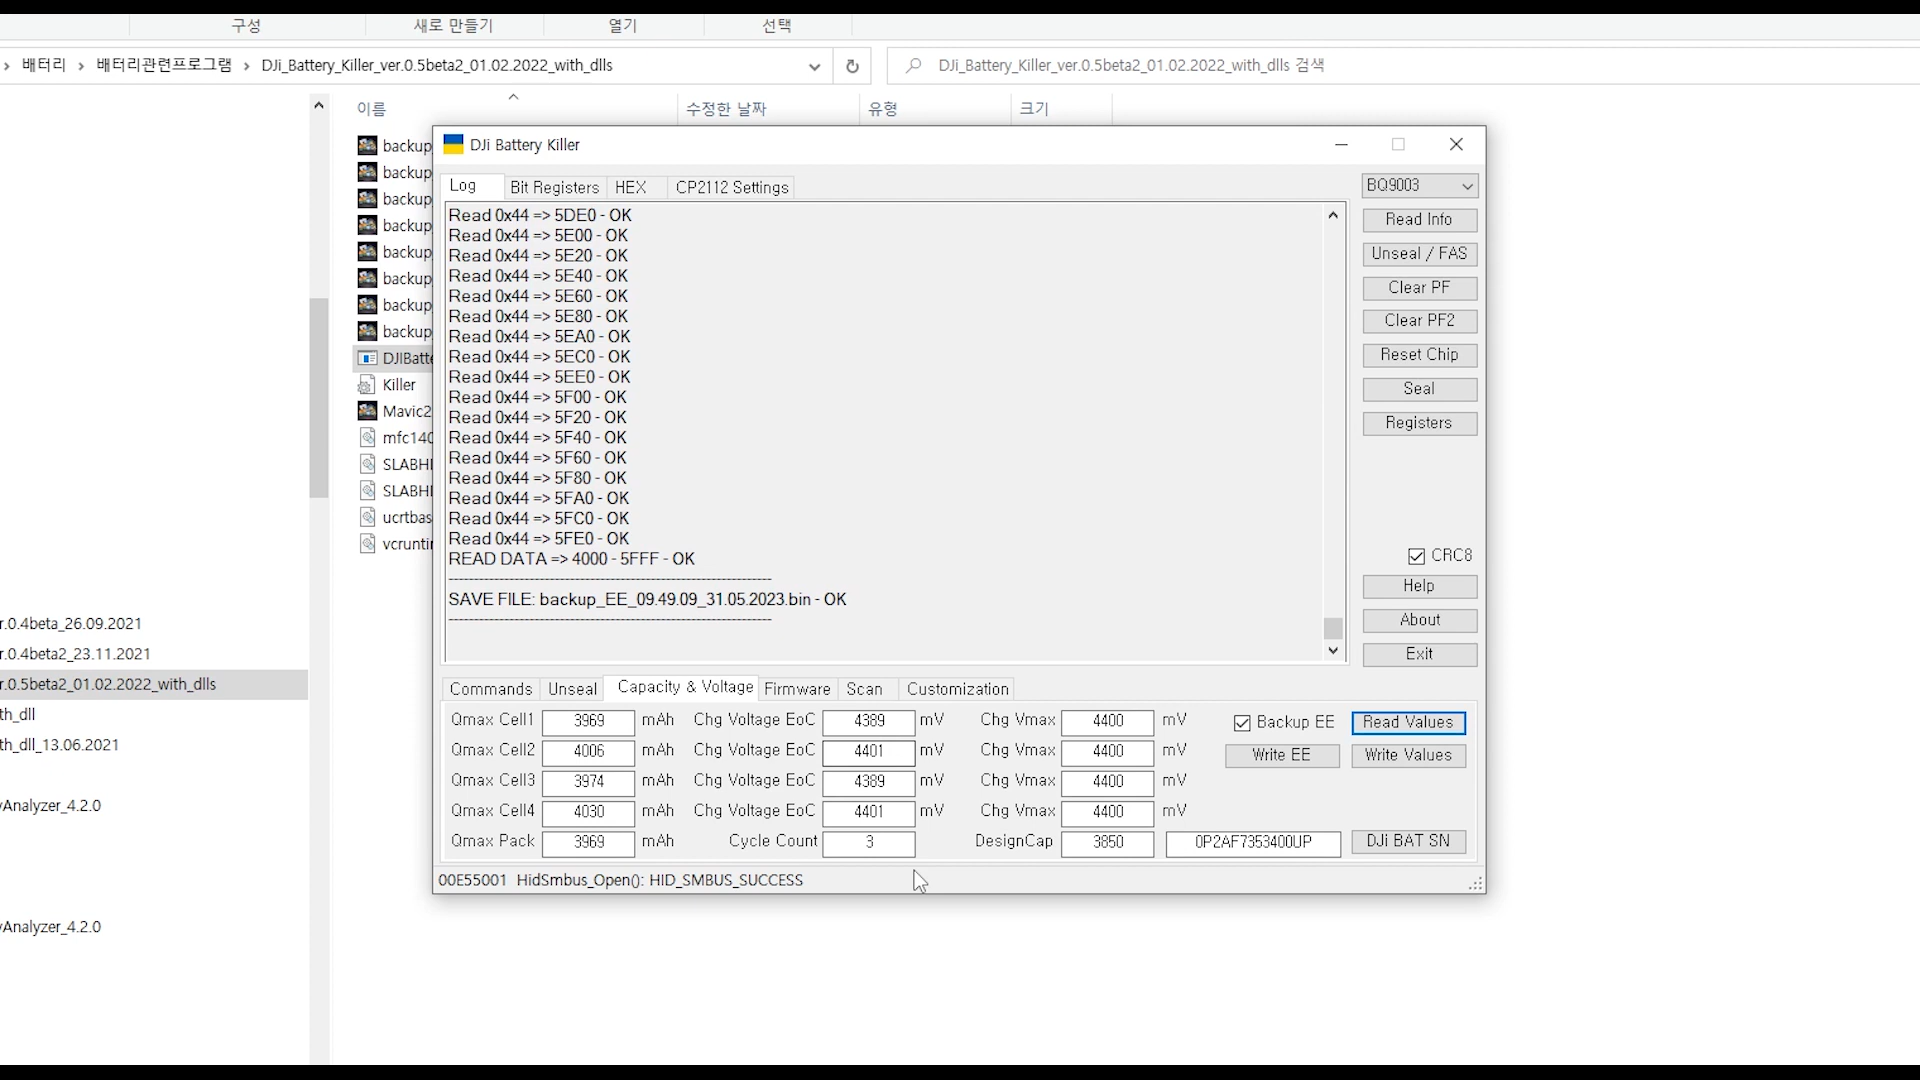 구성
새로 만들기
열기
선택
› 배터리 › 배터리관련프로그램 › DJi_Battery_Killer_ver.0.5beta2_01.02.2022_with_dlls
DJi_Battery_Killer_ver.0.5beta2_01.02.2022_with_dlls 검색
이름 수정한 날짜 유형 크기
backup
backup
backup
backup
backup
backup
backup
backup
DJIBatte
Killer
Mavic2
mfc140
SLABHI
SLABHI
ucrtbas
vcruntin
r.0.4beta_26.09.2021
r.0.4beta2_23.11.2021
r.0.5beta2_01.02.2022_with_dlls
th_dll
th_dll_13.06.2021
yAnalyzer_4.2.0
yAnalyzer_4.2.0
DJi Battery Killer
Log Bit Registers HEX CP2112 Settings
Read 0x44 => 5DE0 - OK
Read 0x44 => 5E00 - OK
Read 0x44 => 5E20 - OK
Read 0x44 => 5E40 - OK
Read 0x44 => 5E60 - OK
Read 0x44 => 5E80 - OK
Read 0x44 => 5EA0 - OK
Read 0x44 => 5EC0 - OK
Read 0x44 => 5EE0 - OK
Read 0x44 => 5F00 - OK
Read 0x44 => 5F20 - OK
Read 0x44 => 5F40 - OK
Read 0x44 => 5F60 - OK
Read 0x44 => 5F80 - OK
Read 0x44 => 5FA0 - OK
Read 0x44 => 5FC0 - OK
Read 0x44 => 5FE0 - OK
READ DATA => 4000 - 5FFF - OK
SAVE FILE: backup_EE_09.49.09_31.05.2023.bin - OK
BQ9003
Read Info
Unseal / FAS
Clear PF
Clear PF2
Reset Chip
Seal
Registers
CRC8
Help
About
Exit
Commands Unseal Capacity & Voltage Firmware Scan Customization
Qmax Cell1 3969 mAh Chg Voltage EoC 4389 mV Chg Vmax 4400 mV Backup EE Read Values
Qmax Cell2 4006 mAh Chg Voltage EoC 4401 mV Chg Vmax 4400 mV Write EE Write Values
Qmax Cell3 3974 mAh Chg Voltage EoC 4389 mV Chg Vmax 4400 mV
Qmax Cell4 4030 mAh Chg Voltage EoC 4401 mV Chg Vmax 4400 mV
Qmax Pack 3969 mAh Cycle Count 3 DesignCap 3850 0P2AF7353400UP DJi BAT SN
00E55001 HidSmbus_Open(): HID_SMBUS_SUCCESS